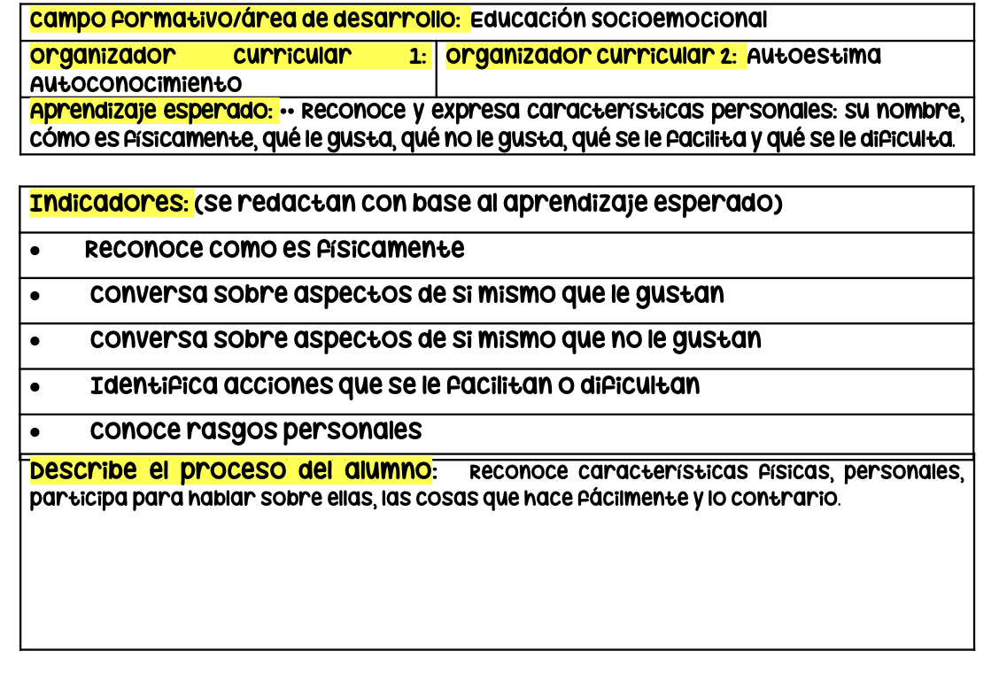 Campo formativo/área de desarrollo: Educación socioemocional
Organizador curricular 1:
Autoconocimiento
Organizador curricular 2: Autoestima
Aprendizaje esperado: •• Reconoce y expresa características personales: su nombre,
cómo es físicamente, qué le gusta, qué no le gusta, qué se le facilita y qué se le dificulta.
Indicadores: (se redactan con base al aprendizaje esperado)
• Reconoce como es físicamente
• Conversa sobre aspectos de si mismo que le gustan
• Conversa sobre aspectos de si mismo que no le gustan
• Identifica acciones que se le facilitan o dificultan
• Conoce rasgos personales
Describe el proceso del alumno: Reconoce características físicas, personales,
participa para hablar sobre ellas, las cosas que hace fácilmente y lo contrario.